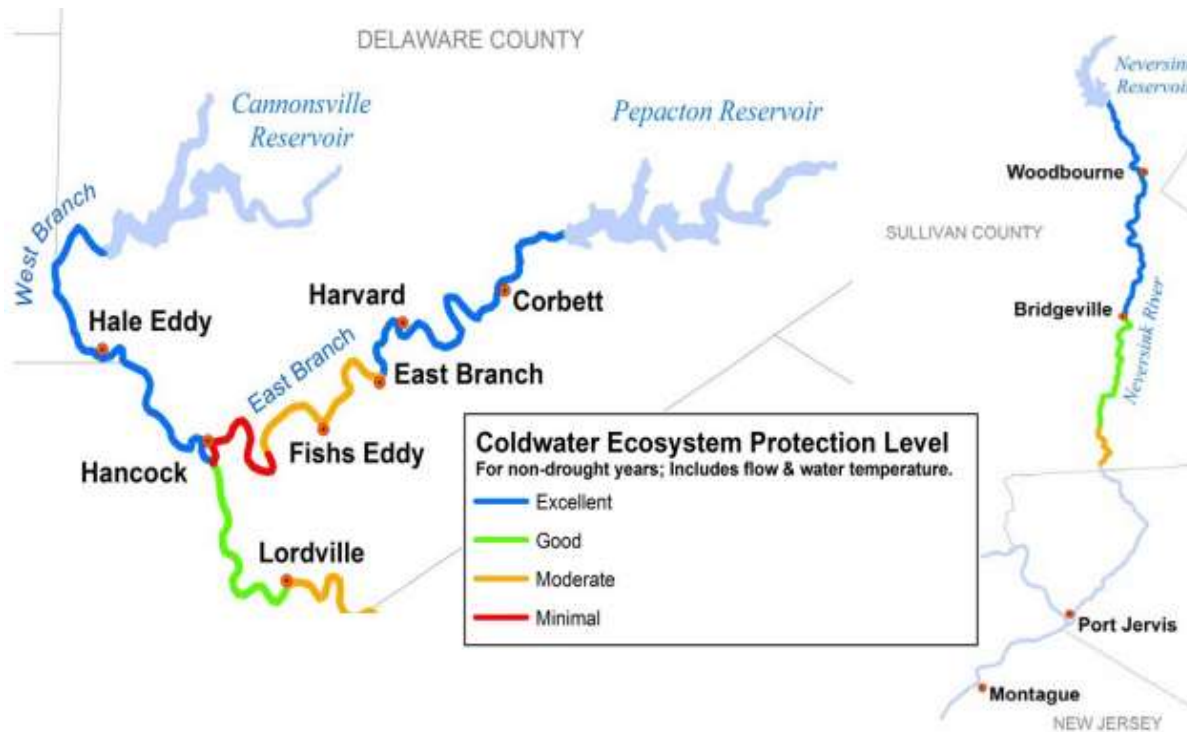 DELAWARE COUNTY
Cannonsville
Reservoir
Pepacton Reservoir
West Branch
Hale Eddy
Harvard
Corbett
East Branch
East Branch
Fishs Eddy
Hancock
Lordville
Coldwater Ecosystem Protection Level
For non-drought years; Includes flow & water temperature.
Excellent
Good
Moderate
Minimal
Neversink
Reservoir
Woodbourne
SULLIVAN COUNTY
Bridgeville
Neversink River
Port Jervis
Montague
NEW JERSEY